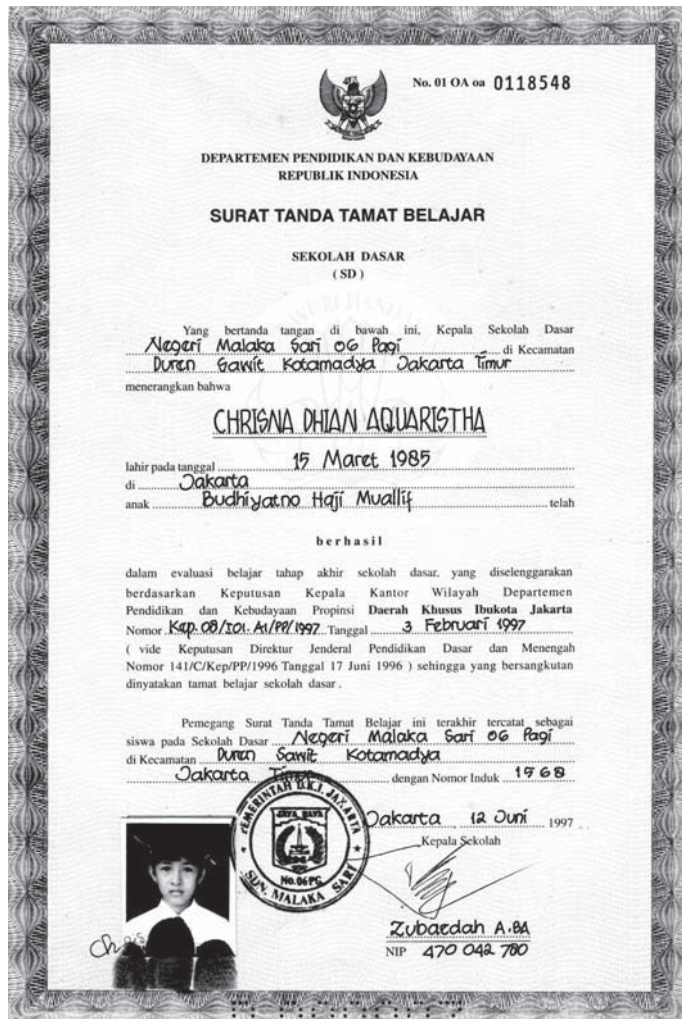 No. 01 OA oa 0118548
DEPARTEMEN PENDIDIKAN DAN KEBUDAYAAN
REPUBLIK INDONESIA
SURAT TANDA TAMAT BELAJAR
SEKOLAH DASAR
( SD )
Yang bertanda tangan di bawah ini, Kepala Sekolah Dasar
Negeri Malaka Sari 06 Pagi di Kecamatan
Duren Sawit Kotamadya Jakarta Timur
menerangkan bahwa
CHRISNA DHIAN AQUARISTHA
lahir pada tanggal 15 Maret 1985
di Jakarta
anak Budhiyatno Haji Muallif telah
berhasil
dalam evaluasi belajar tahap akhir sekolah dasar, yang diselenggarakan
berdasarkan Keputusan Kepala Kantor Wilayah Departemen
Pendidikan dan Kebudayaan Propinsi Daerah Khusus Ibukota Jakarta
Nomor Kep. 08/I01. A1/PP/1997 Tanggal 3 Februari 1997
( vide Keputusan Direktur Jenderal Pendidikan Dasar dan Menengah
Nomor 141/C/Kep/PP/1996 Tanggal 17 Juni 1996 ) sehingga yang bersangkutan
dinyatakan tamat belajar sekolah dasar .
Pemegang Surat Tanda Tamat Belajar ini terakhir tercatat sebagai
siswa pada Sekolah Dasar Negeri Malaka Sari 06 Pagi
di Kecamatan Duren Sawit Kotamadya
Jakarta Timur dengan Nomor Induk 1568
PEMERINTAH D.K.I. JAKARTA
JAYA RAYA
No. 06 PG
SDN. MALAKA SARI
Jakarta 12 Juni 1997
Kepala Sekolah
Zubaedah A.BA
NIP 470 042 780